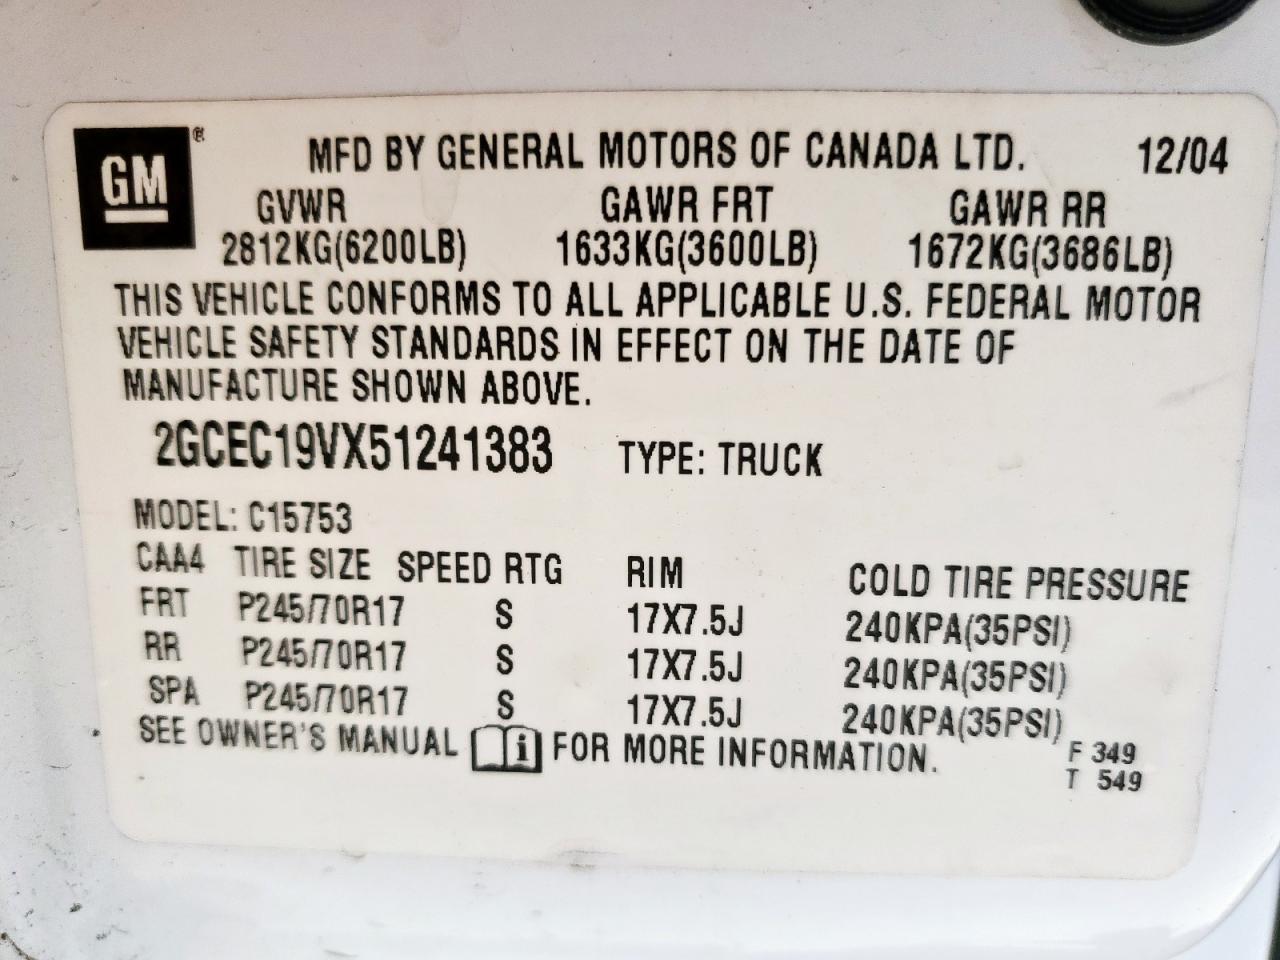 GM ®
MFD BY GENERAL MOTORS OF CANADA LTD. 12/04
GVWR GAWR FRT GAWR RR
2812KG(6200LB) 1633KG(3600LB) 1672KG(3686LB)
THIS VEHICLE CONFORMS TO ALL APPLICABLE U.S. FEDERAL MOTOR
VEHICLE SAFETY STANDARDS IN EFFECT ON THE DATE OF
MANUFACTURE SHOWN ABOVE.
2GCEC19VX51241383 TYPE: TRUCK
MODEL: C15753
CAA4 TIRE SIZE SPEED RTG RIM COLD TIRE PRESSURE
FRT P245/70R17 S 17X7.5J 240KPA(35PSI)
RR P245/70R17 S 17X7.5J 240KPA(35PSI)
SPA P245/70R17 S 17X7.5J 240KPA(35PSI)
SEE OWNER'S MANUAL i FOR MORE INFORMATION.
F 349
T 549